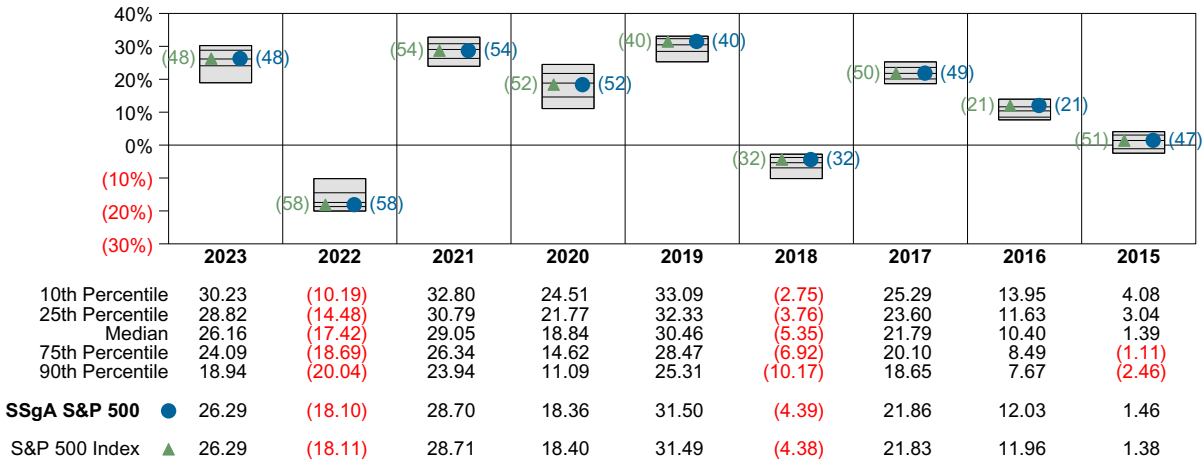 40%
30%
20%
10%
0%
(10%)
(20%)
(30%)
(48) (48)
(58) (58)
(54) (54)
(52) (52)
(40) (40)
(32) (32)
(50) (49)
(21) (21)
(51) (47)
2023 2022 2021 2020 2019 2018 2017 2016 2015
10th Percentile 30.23 (10.19) 32.80 24.51 33.09 (2.75) 25.29 13.95 4.08
25th Percentile 28.82 (14.48) 30.79 21.77 32.33 (3.76) 23.60 11.63 3.04
Median 26.16 (17.42) 29.05 18.84 30.46 (5.35) 21.79 10.40 1.39
75th Percentile 24.09 (18.69) 26.34 14.62 28.47 (6.92) 20.10 8.49 (1.11)
90th Percentile 18.94 (20.04) 23.94 11.09 25.31 (10.17) 18.65 7.67 (2.46)
SSgA S&P 500 26.29 (18.10) 28.70 18.36 31.50 (4.39) 21.86 12.03 1.46
S&P 500 Index 26.29 (18.11) 28.71 18.40 31.49 (4.38) 21.83 11.96 1.38